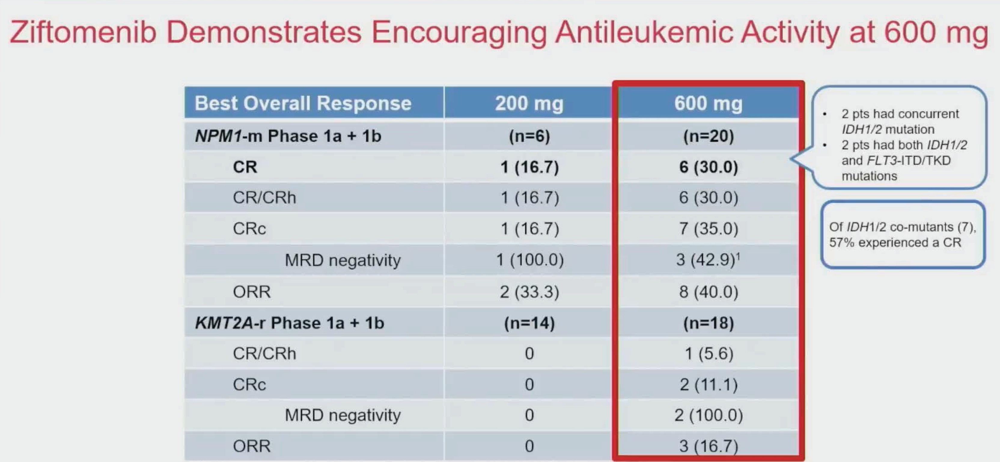 Ziftomenib Demonstrates Encouraging Antileukemic Activity at 600 mg
Best Overall Response 200 mg 600 mg
NPM1-m Phase 1a + 1b (n=6) (n=20)
CR 1 (16.7) 6 (30.0)
CR/CRh 1 (16.7) 6 (30.0)
CRc 1 (16.7) 7 (35.0)
MRD negativity 1 (100.0) 3 (42.9)¹
ORR 2 (33.3) 8 (40.0)
KMT2A-r Phase 1a + 1b (n=14) (n=18)
CR/CRh 0 1 (5.6)
CRc 0 2 (11.1)
MRD negativity 0 2 (100.0)
ORR 0 3 (16.7)
• 2 pts had concurrent
IDH1/2 mutation
• 2 pts had both IDH1/2
and FLT3-ITD/TKD
mutations
Of IDH1/2 co-mutants (7),
57% experienced a CR